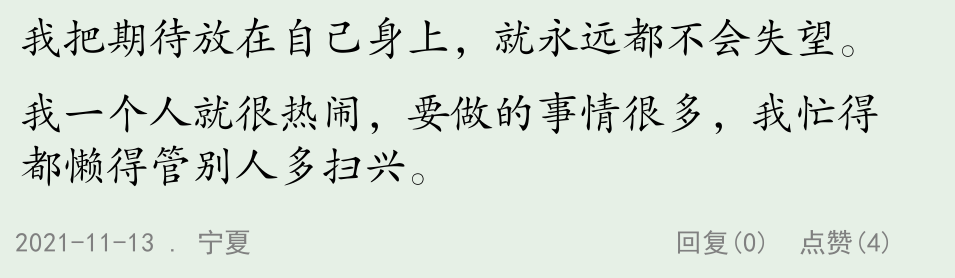 我把期待放在自己身上，就永远都不会失望。
我一个人就很热闹，要做的事情很多，我忙得
都懒得管别人多扫兴。
2021-11-13 . 宁夏 回复(0) 点赞(4)